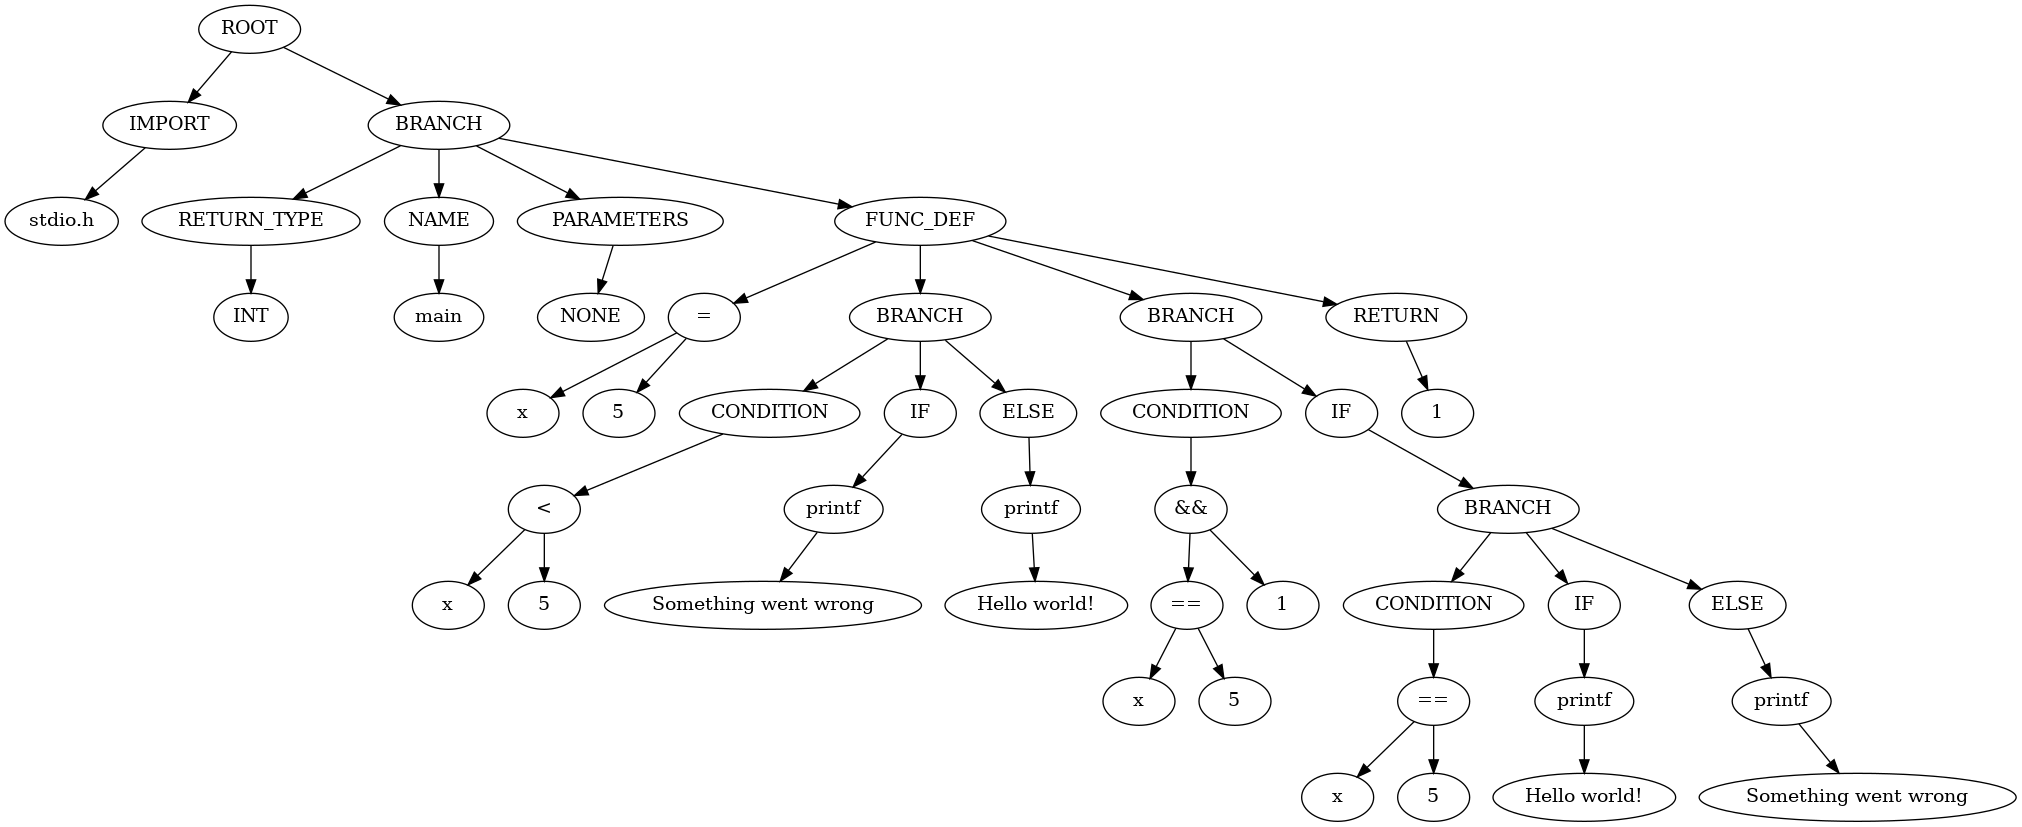 ROOT
IMPORT
BRANCH
stdio.h
RETURN_TYPE
NAME
PARAMETERS
FUNC_DEF
INT
main
NONE
=
BRANCH
BRANCH
RETURN
x
5
CONDITION
IF
ELSE
CONDITION
IF
1
<
printf
printf
&&
BRANCH
x
5
Something went wrong
Hello world!
==
1
CONDITION
IF
ELSE
x
5
==
printf
printf
x
5
Hello world!
Something went wrong